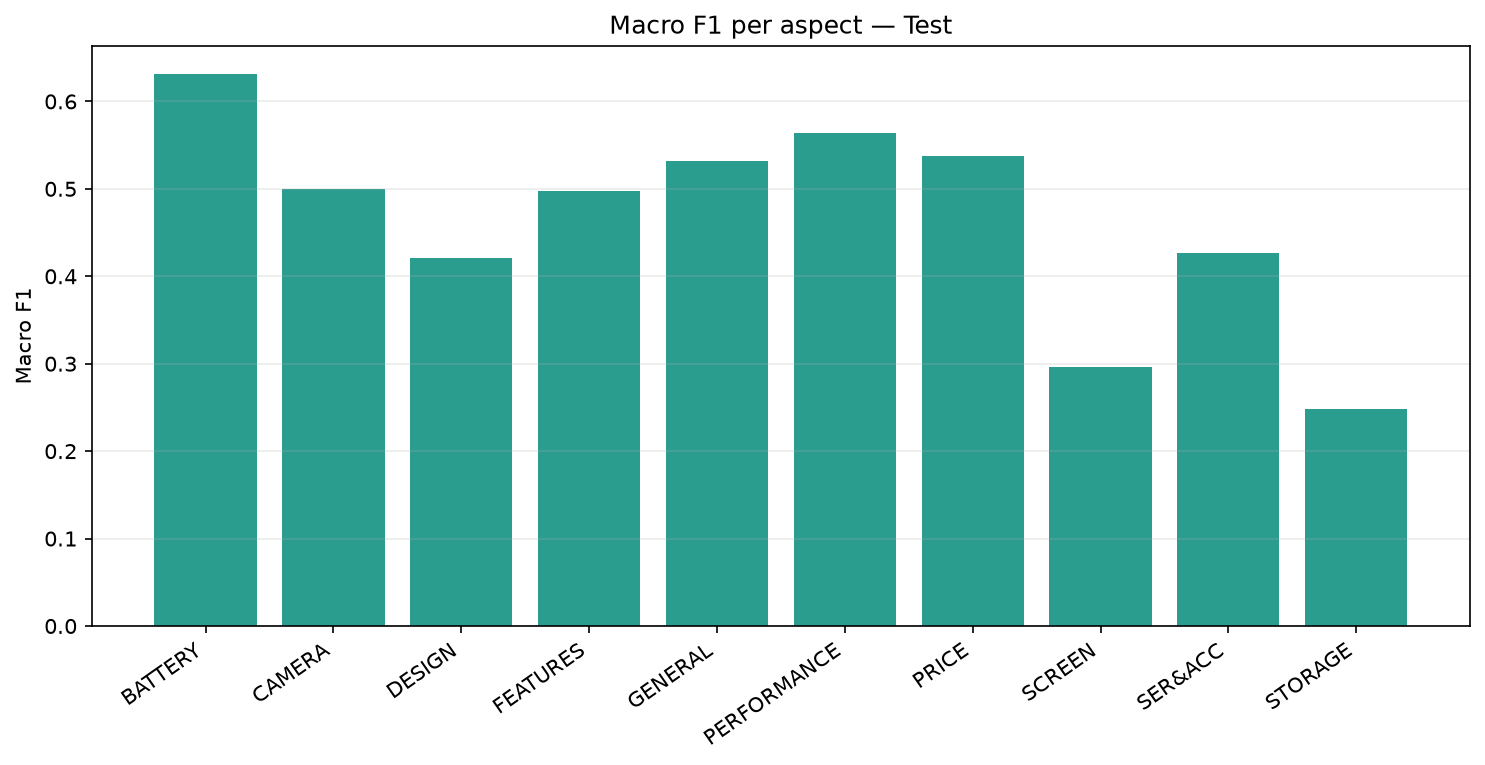 Macro F1 per aspect — Test
Macro F1
0.6
0.5
0.4
0.3
0.2
0.1
0.0
BATTERY
CAMERA
DESIGN
FEATURES
GENERAL
PERFORMANCE
PRICE
SCREEN
SER&ACC
STORAGE